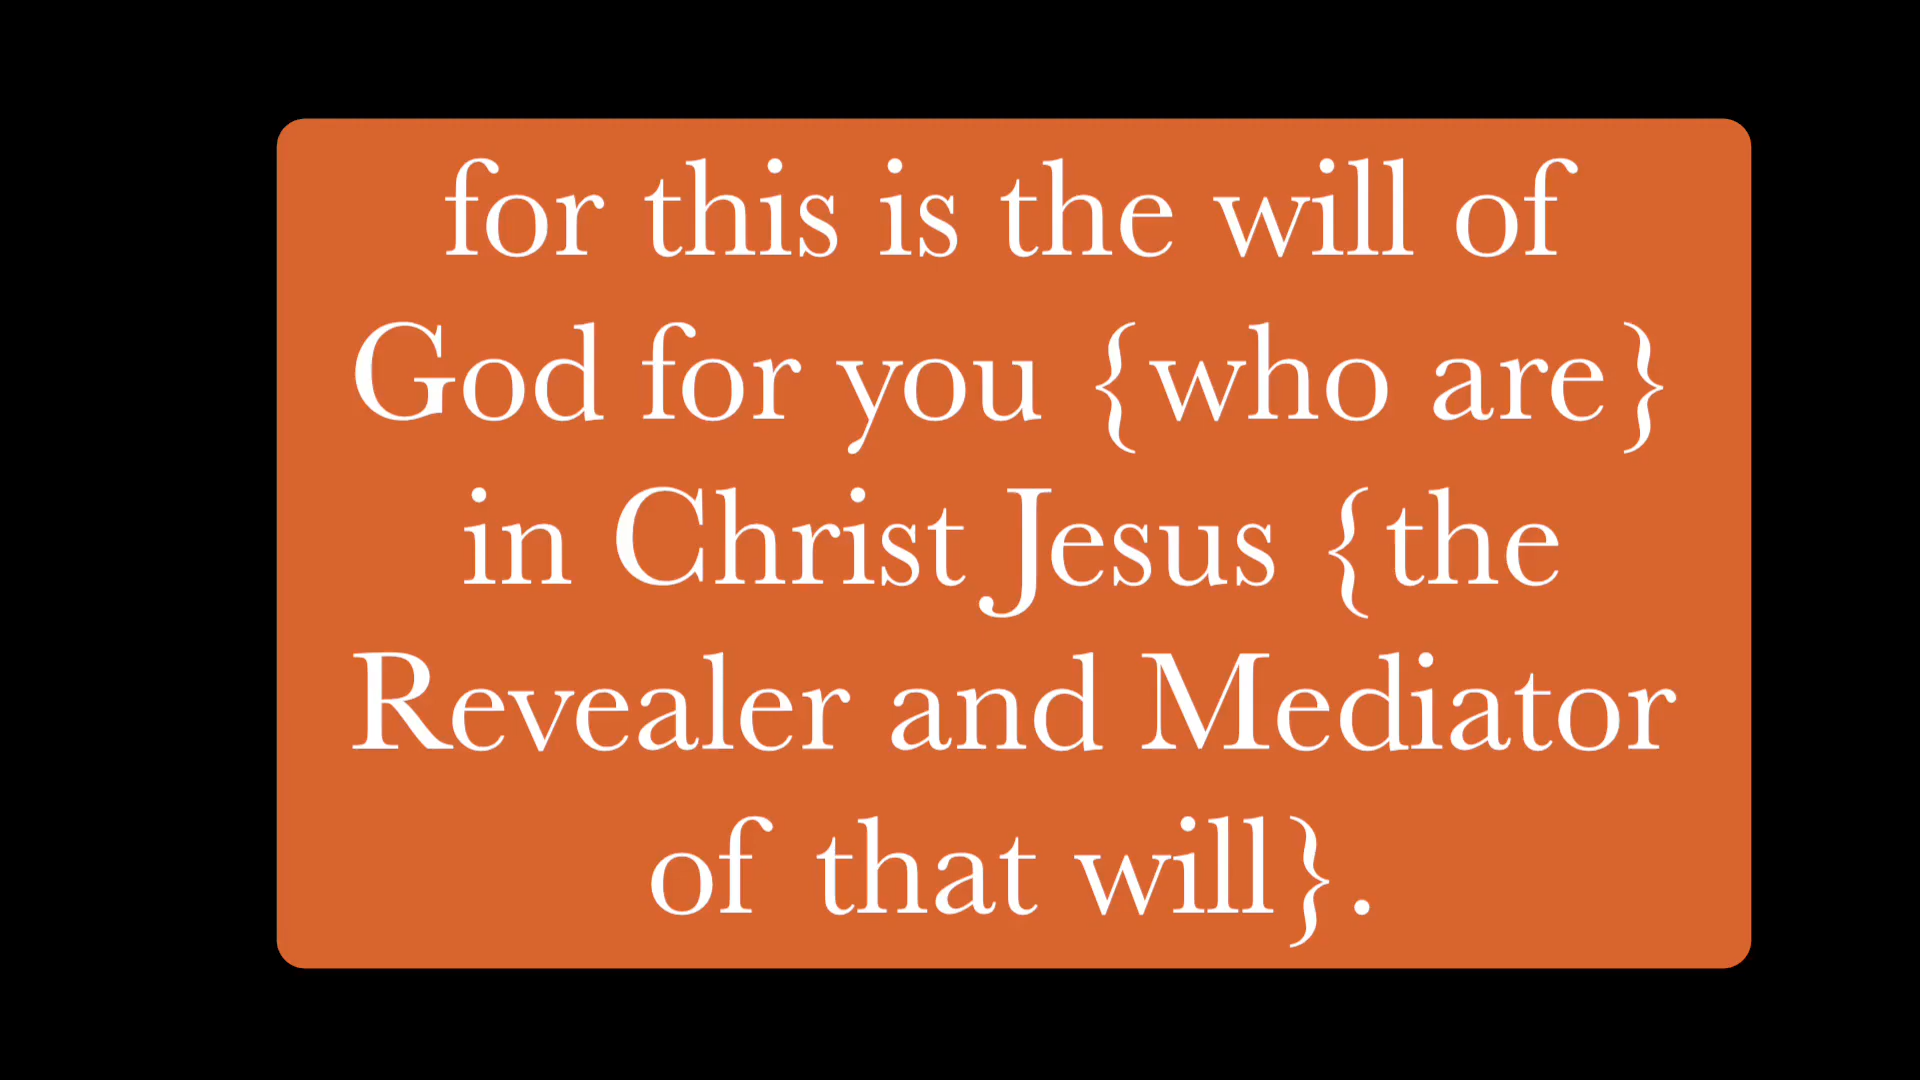 for this is the will of
God for you {who are}
in Christ Jesus {the
Revealer and Mediator
of that will}.